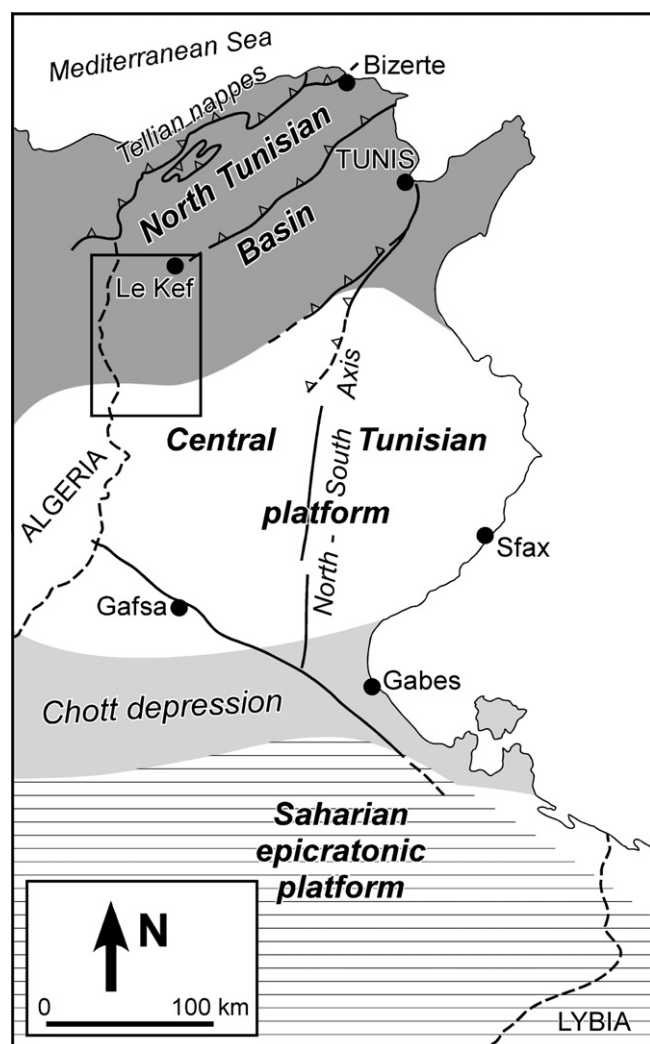 Mediterranean Sea
Bizerte
Tellian nappes
North Tunisian
Basin
TUNIS
Le Kef
North - South Axis
Central Tunisian
platform
ALGERIA
Sfax
Gafsa
Gabes
Chott depression
Saharian
epicratonic
platform
N
0 100 km
LYBIA